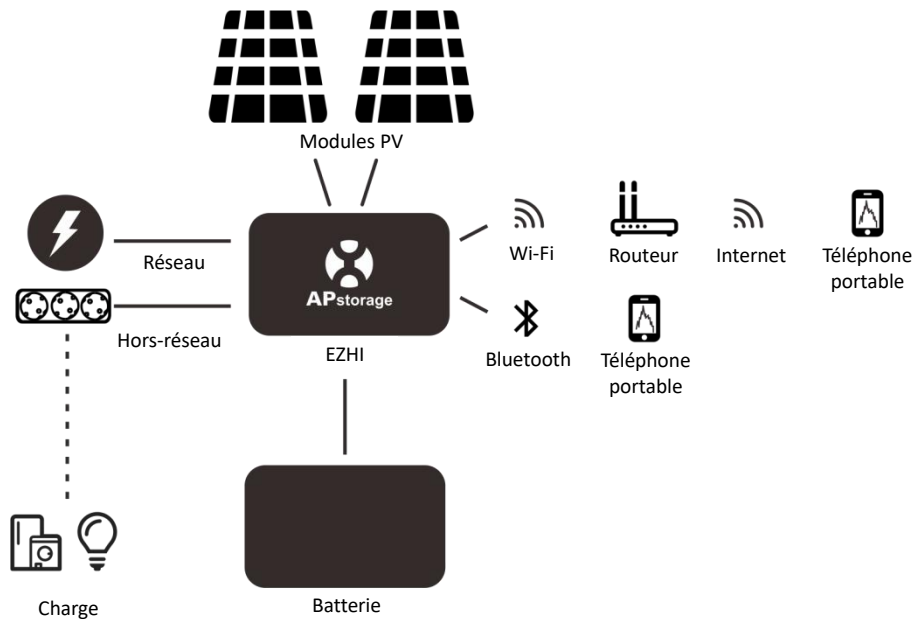 Modules PV
Réseau
APstorage
Wi-Fi
Routeur
Internet
Téléphone
portable
Hors-réseau
EZHI
Bluetooth
Téléphone
portable
Charge
Batterie